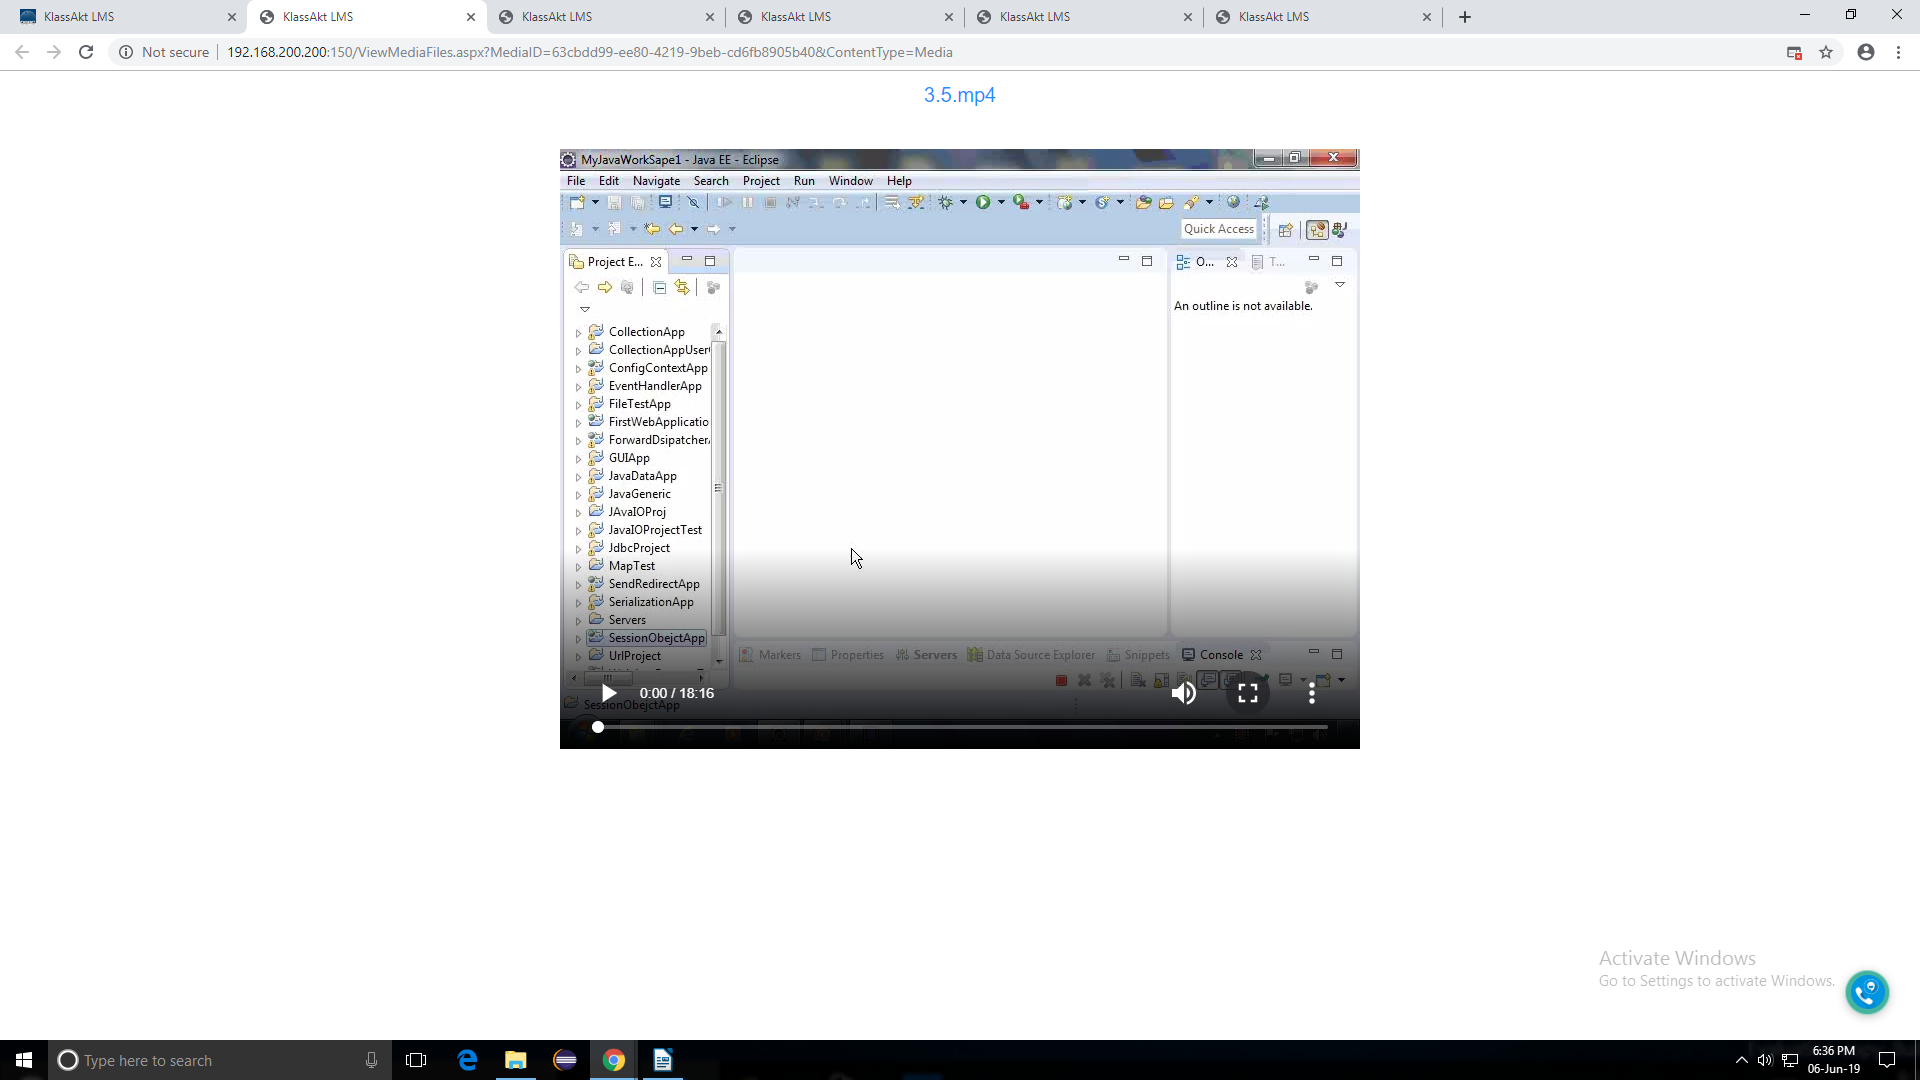 KlassAkt LMS KlassAkt LMS KlassAkt LMS KlassAkt LMS KlassAkt LMS KlassAkt LMS
Not secure 192.168.200.200:150/ViewMediaFiles.aspx?MediaID=63cbdd99-ee80-4219-9beb-cd6fb8905b40&ContentType=Media
3.5.mp4
MyJavaWorkSape1 - Java EE - Eclipse
File Edit Navigate Search Project Run Window Help
Quick Access
Project E... O... T...
An outline is not available.
CollectionApp
CollectionAppUser
ConfigContextApp
EventHandlerApp
FileTestApp
FirstWebApplicatio
ForwardDsipatcher
GUIApp
JavaDataApp
JavaGeneric
JAvaIOProj
JavaIOProjectTest
JdbcProject
MapTest
SendRedirectApp
SerializationApp
Servers
SessionObejctApp
UrlProject
Markers Properties Servers Data Source Explorer Snippets Console
0:00 / 18:16
SessionObejctApp
Activate Windows
Go to Settings to activate Windows.
Type here to search
6:36 PM
06-Jun-19